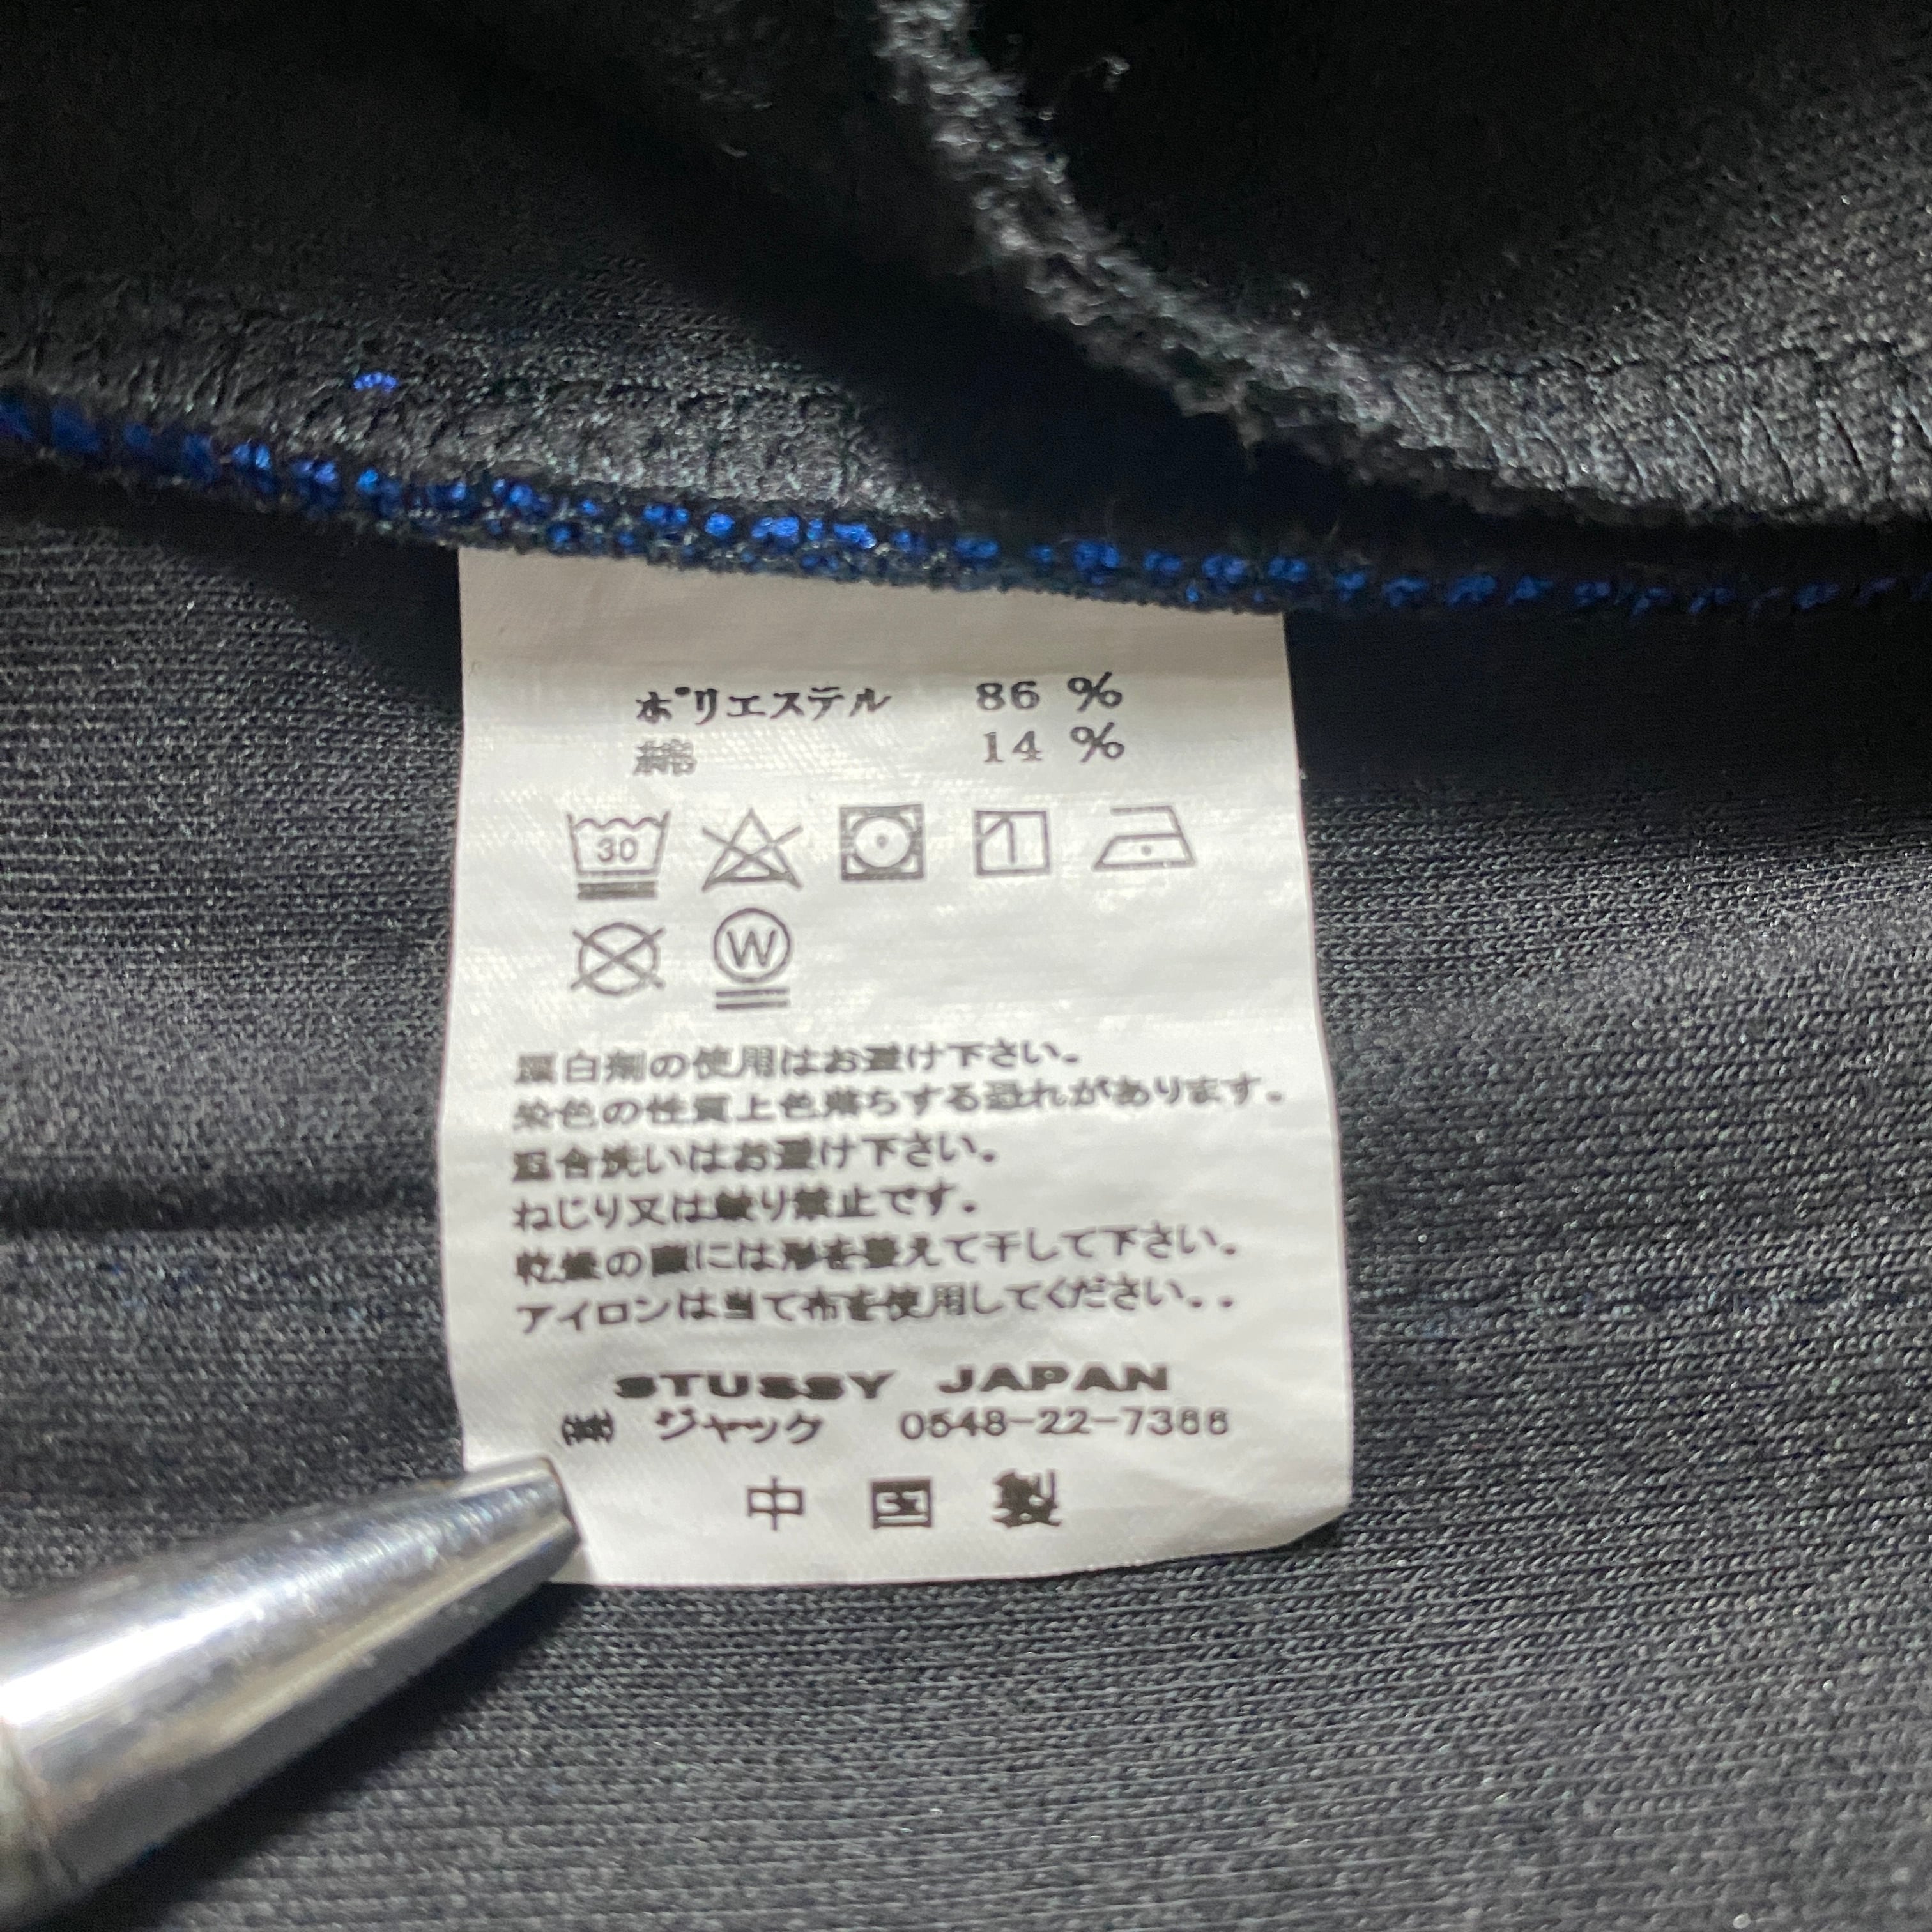 ポリエステル 86 %
綿 14 %
30
W
漂白剤の使用はお避け下さい。
染色の性質上色落ちする恐れがあります。
混合洗いはお避け下さい。
ねじり又は絞り禁止です。
乾燥の際には形を整えて干して下さい。
アイロンは当て布を使用してください。.
STUSSY JAPAN
㈱ ジャック 0548-22-7366
中国製